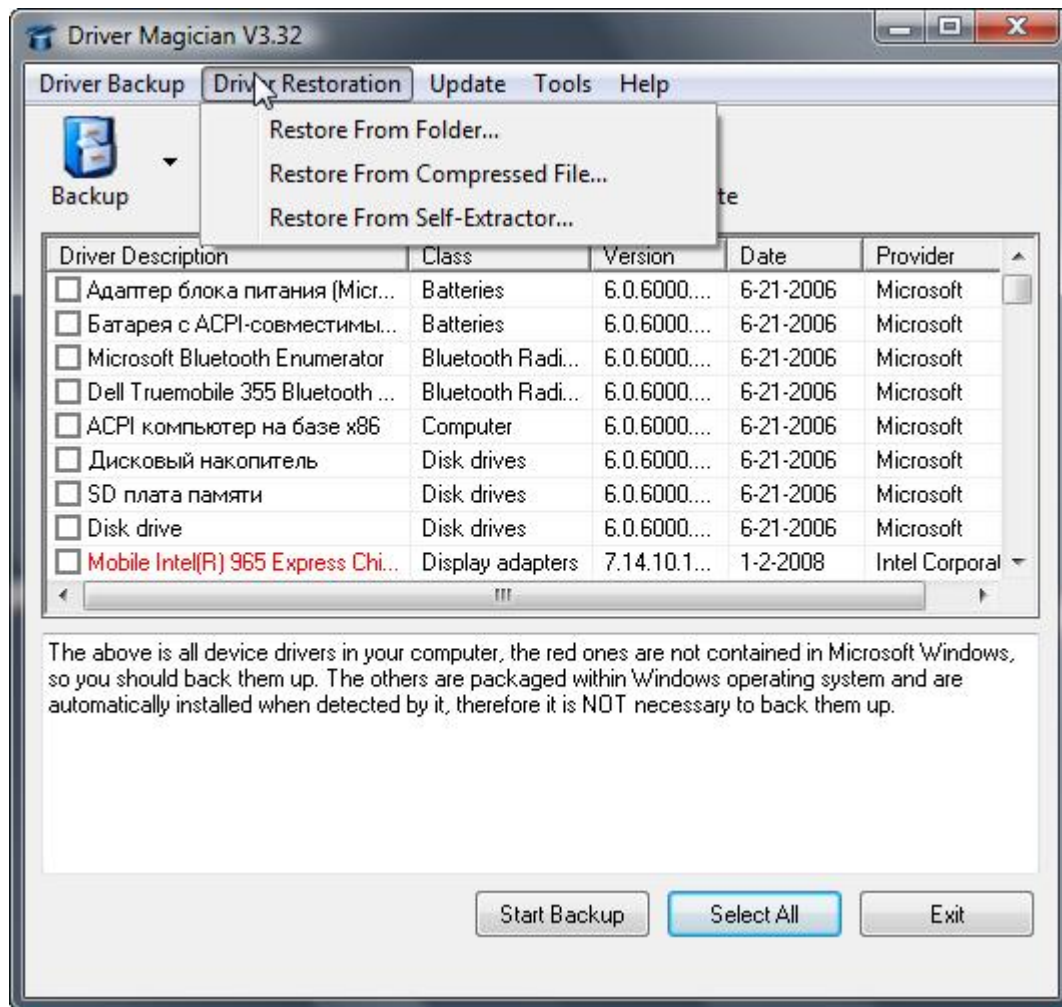 Driver Magician V3.32
Driver Backup Driver Restoration Update Tools Help
Restore From Folder...
Restore From Compressed File...
Restore From Self-Extractor...
Backup
Driver Description Class Version Date Provider
Адаптер блока питания (Micr... Batteries 6.0.6000.... 6-21-2006 Microsoft
Батарея с ACPI-совместимы... Batteries 6.0.6000.... 6-21-2006 Microsoft
Microsoft Bluetooth Enumerator Bluetooth Radi... 6.0.6000.... 6-21-2006 Microsoft
Dell Truemobile 355 Bluetooth ... Bluetooth Radi... 6.0.6000.... 6-21-2006 Microsoft
ACPI компьютер на базе x86 Computer 6.0.6000.... 6-21-2006 Microsoft
Дисковый накопитель Disk drives 6.0.6000.... 6-21-2006 Microsoft
SD плата памяти Disk drives 6.0.6000.... 6-21-2006 Microsoft
Disk drive Disk drives 6.0.6000.... 6-21-2006 Microsoft
Mobile Intel(R) 965 Express Chi... Display adapters 7.14.10.1... 1-2-2008 Intel
The above is all device drivers in your computer, the red ones are not contained in Microsoft Windows,
so you should back them up. The others are packaged within Windows operating system and are
automatically installed when detected by it, therefore it is NOT necessary to back them up.
Start Backup Select All Exit